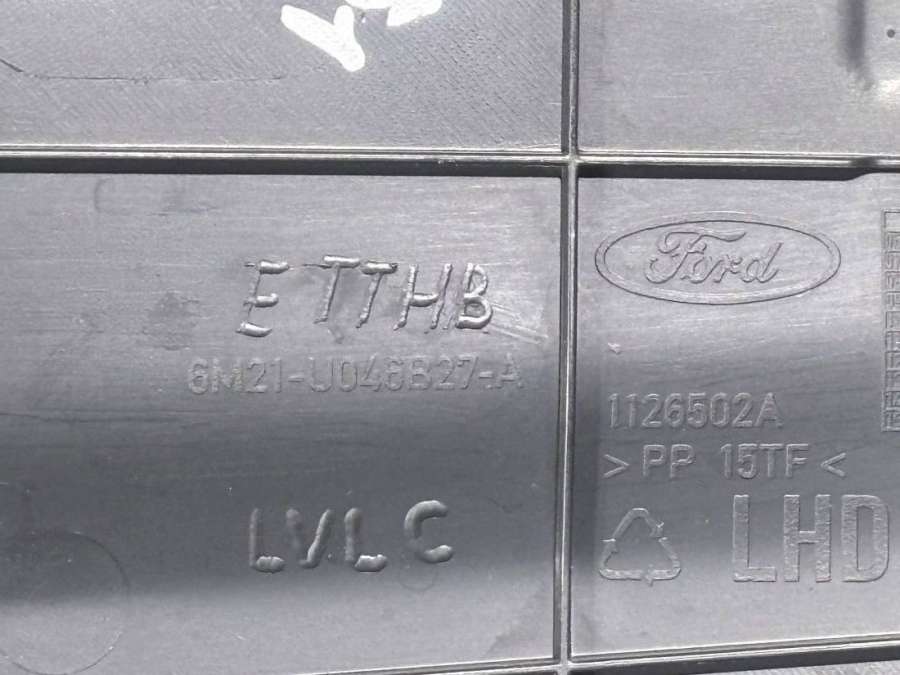 ETTHB
6M21-U046B27-A
LVLC
Ford
1126502A
> PP 15TF <
LHD